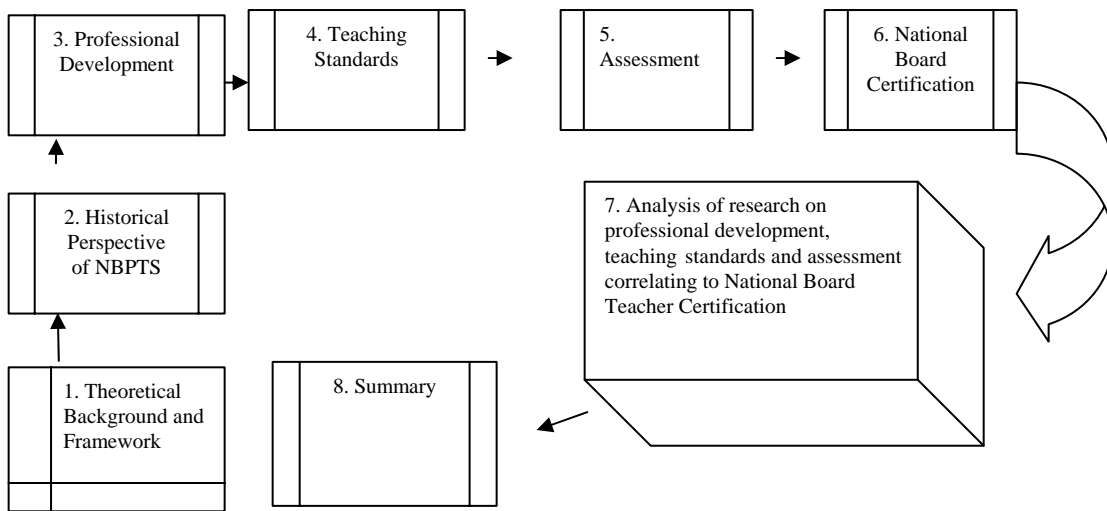 3. Professional
Development
4. Teaching
Standards
5.
Assessment
6. National
Board
Certification
2. Historical
Perspective
of NBPTS
7. Analysis of research on
professional development,
teaching standards and assessment
correlating to National Board
Teacher Certification
1. Theoretical
Background and
Framework
8. Summary